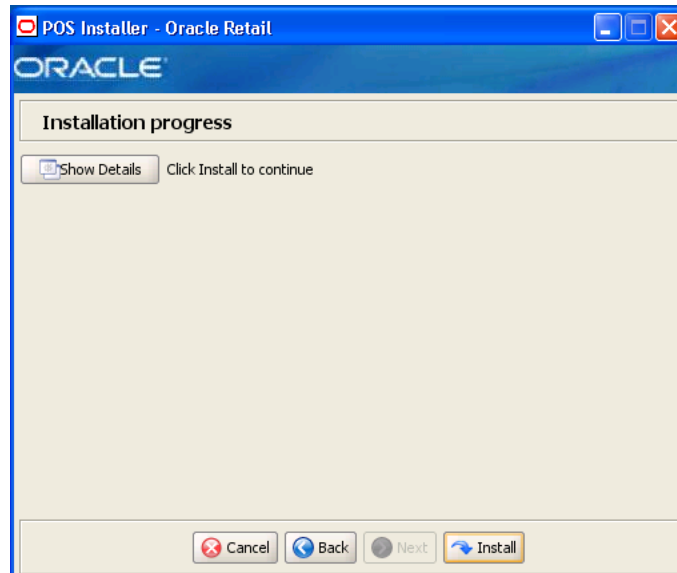 POS Installer - Oracle Retail
ORACLE
Installation progress
Show Details Click Install to continue
Cancel Back Next Install